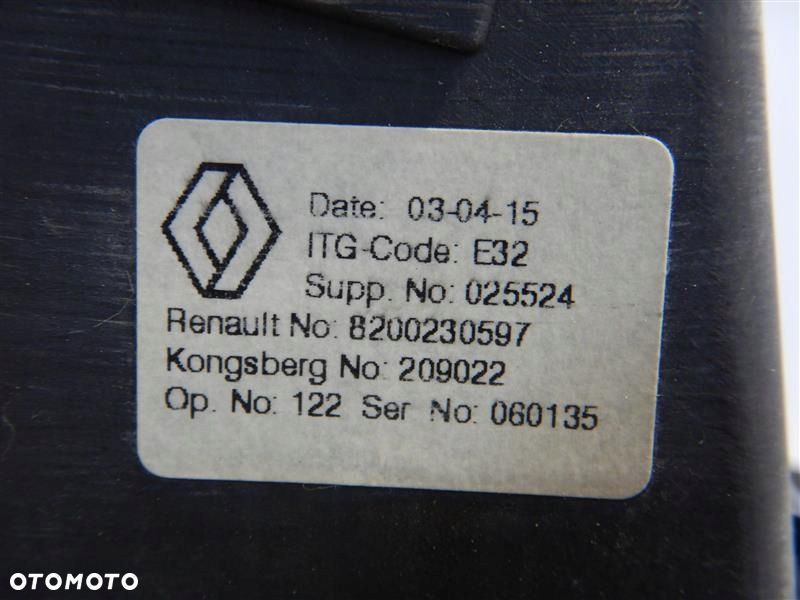 Date: 03-04-15
ITG-Code: E32
Supp. No: 025524
Renault No: 8200230597
Kongsberg No: 209022
Op. No: 122 Ser No: 060135
OTOMOTO